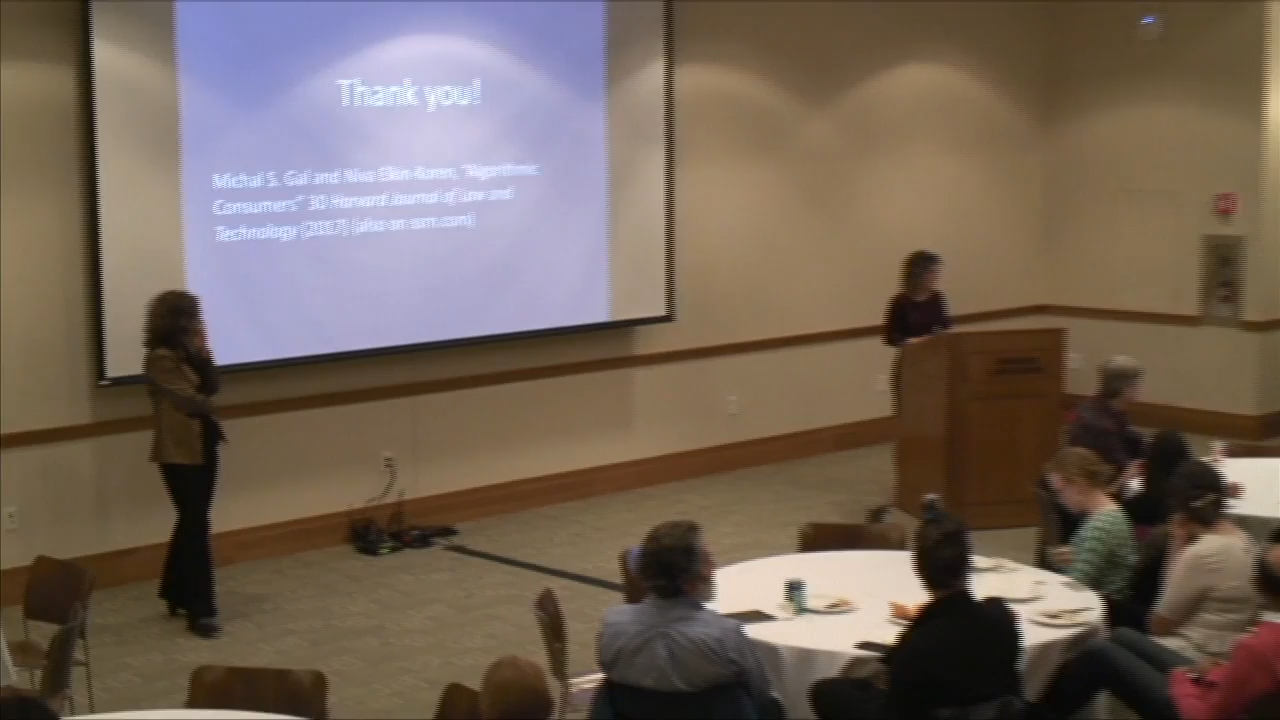 Thank you!
Michal S. Gal and Niva Elkin-Koren, "Algorithmic
Consumers" 30 Harvard Journal of Law and
Technology (2017) (also on ssrn.com)